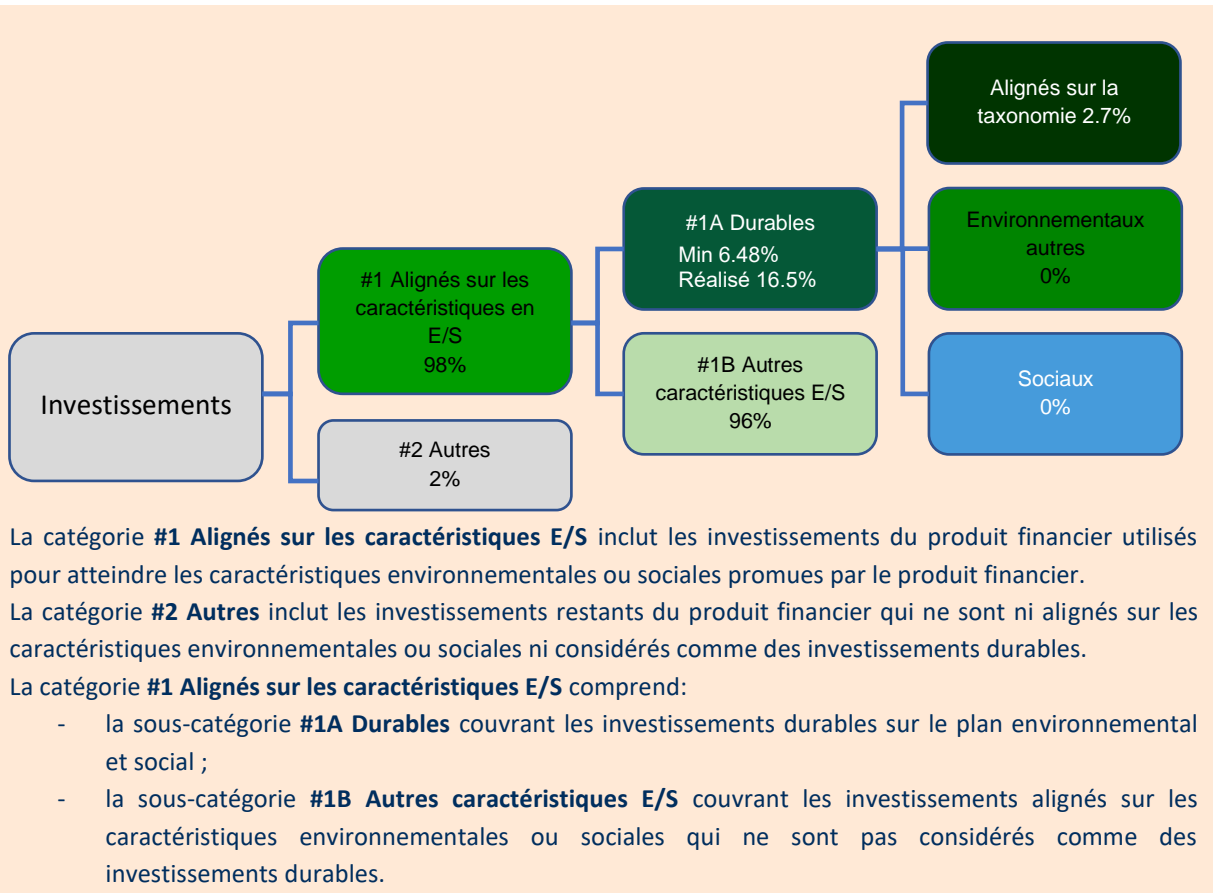 Investissements
#1 Alignés sur les
caractéristiques en
E/S
98%
#2 Autres
2%
#1A Durables
Min 6.48%
Réalisé 16.5%
#1B Autres
caractéristiques E/S
96%
Alignés sur la
taxonomie 2.7%
Environnementaux
autres
0%
Sociaux
0%
La catégorie #1 Alignés sur les caractéristiques E/S inclut les investissements du produit financier utilisés
pour atteindre les caractéristiques environnementales ou sociales promues par le produit financier.
La catégorie #2 Autres inclut les investissements restants du produit financier qui ne sont ni alignés sur les
caractéristiques environnementales ou sociales ni considérés comme des investissements durables.
La catégorie #1 Alignés sur les caractéristiques E/S comprend:
- la sous-catégorie #1A Durables couvrant les investissements durables sur le plan environnemental
et social ;
- la sous-catégorie #1B Autres caractéristiques E/S couvrant les investissements alignés sur les
caractéristiques environnementales ou sociales qui ne sont pas considérés comme des
investissements durables.